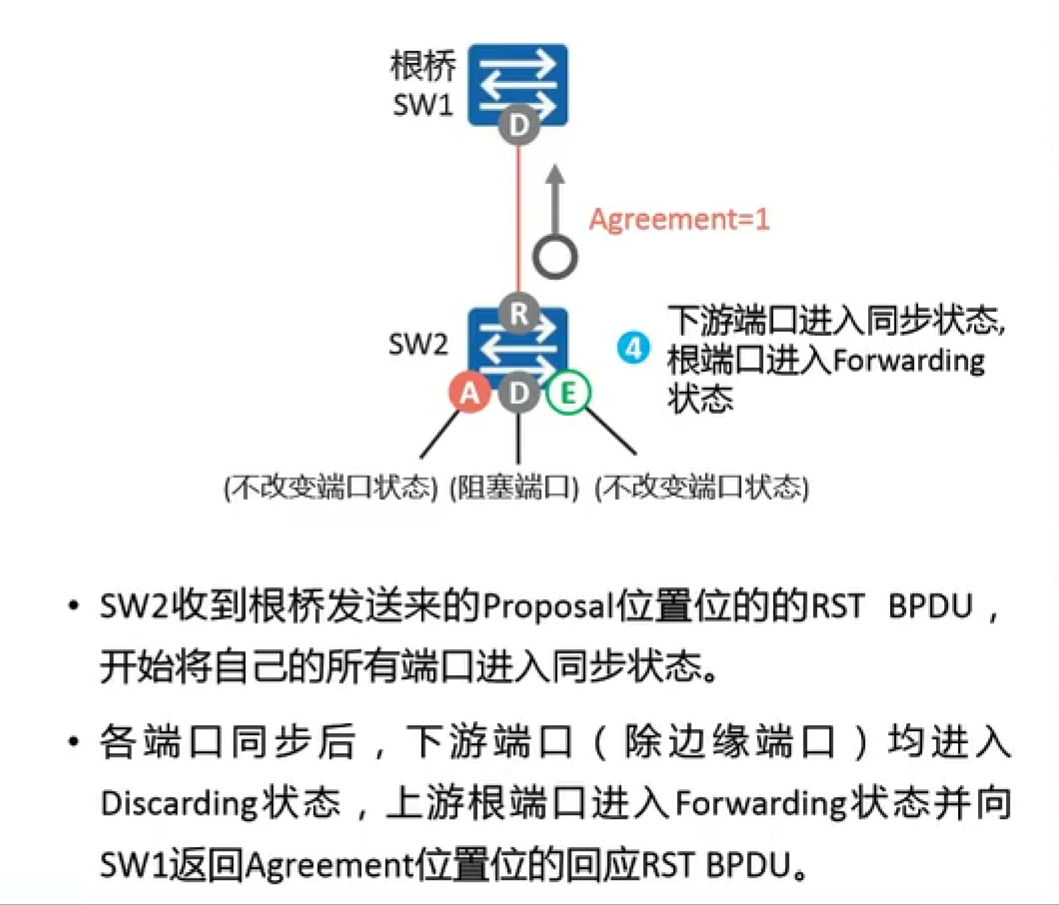 根桥
SW1
D
Agreement=1
R
SW2
4
下游端口进入同步状态,
根端口进入Forwarding
状态
A D E
(不改变端口状态) (阻塞端口) (不改变端口状态)
• SW2收到根桥发送来的Proposal位置位的的RST BPDU，
开始将自己的所有端口进入同步状态。
• 各端口同步后，下游端口（除边缘端口）均进入
Discarding状态，上游根端口进入Forwarding状态并向
SW1返回Agreement位置位的回应RST BPDU。